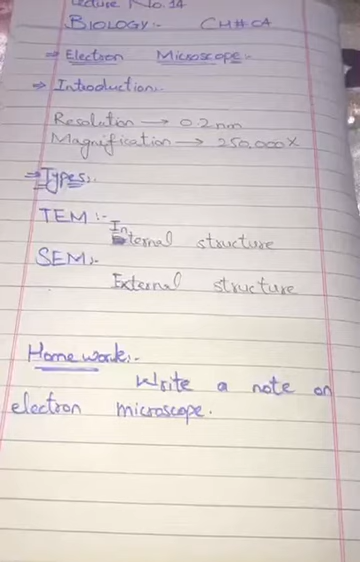 Lecture No. 14
BIOLOGY:- CH#04
⇒ Electron Microscope:-
⇒ Introduction:-
Resolution → 0.2nm
Magnification → 250,000X
⇒ Types:-
TEM:-
Internal structure
SEM:-
External structure
Home work:-
Write a note on
electron microscope.